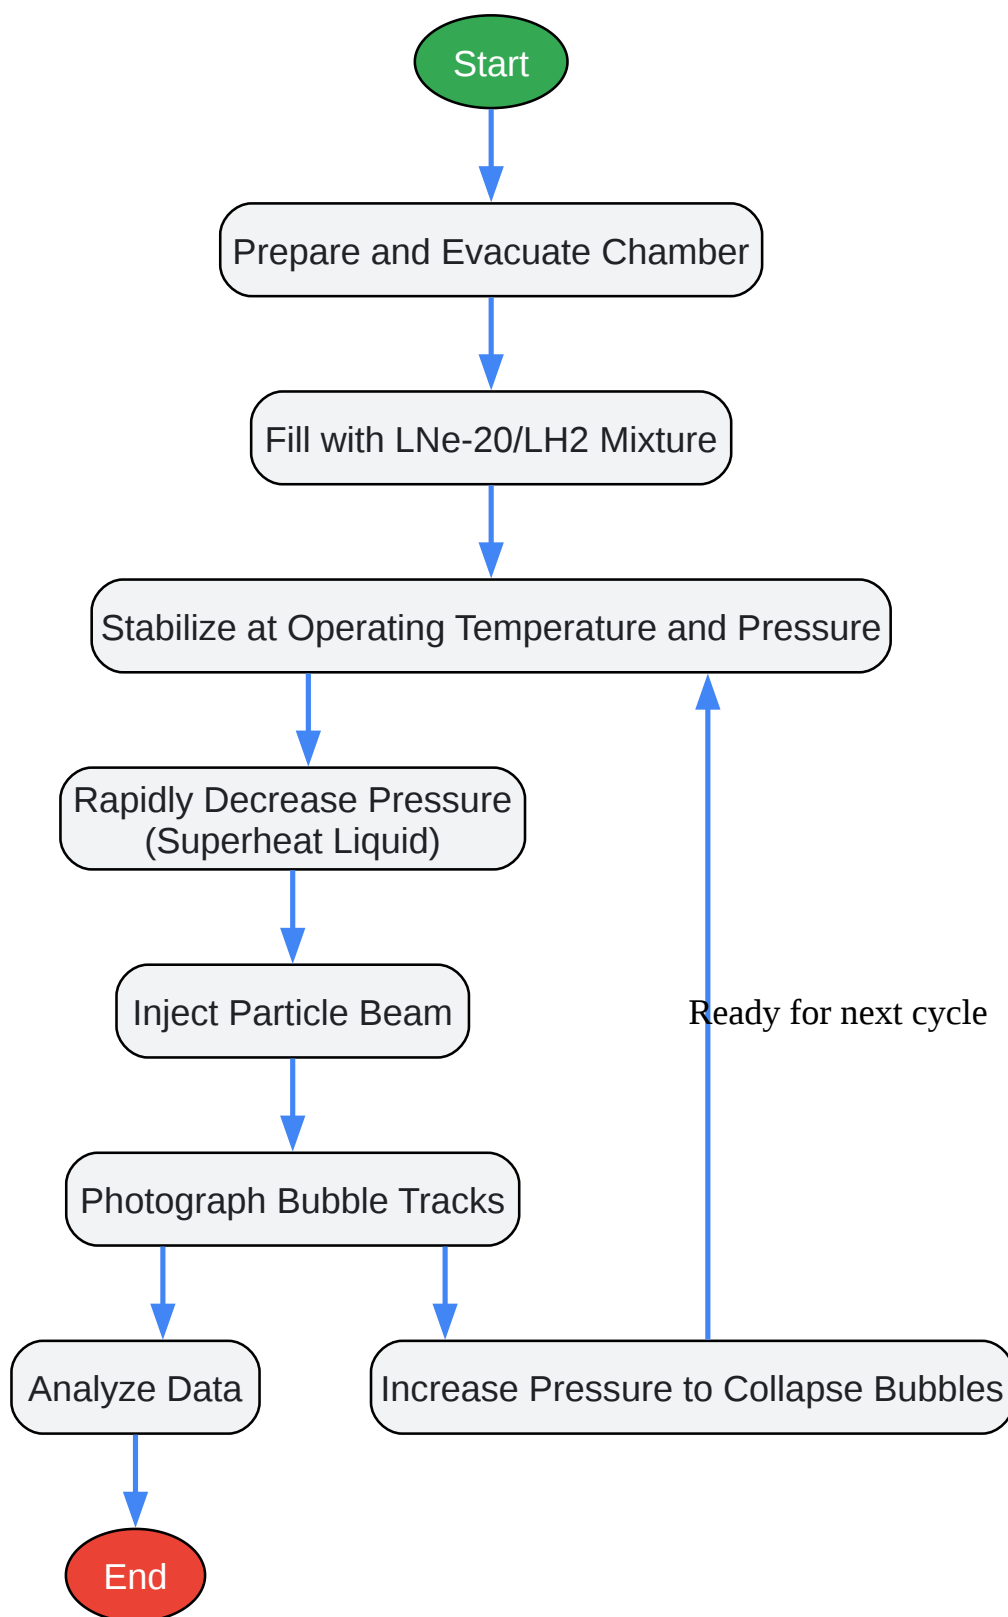 Start
Prepare and Evacuate Chamber
Fill with LNe-20/LH2 Mixture
Stabilize at Operating Temperature and Pressure
Rapidly Decrease Pressure
(Superheat Liquid)
Inject Particle Beam
Ready for next cycle
Photograph Bubble Tracks
Analyze Data
Increase Pressure to Collapse Bubbles
End